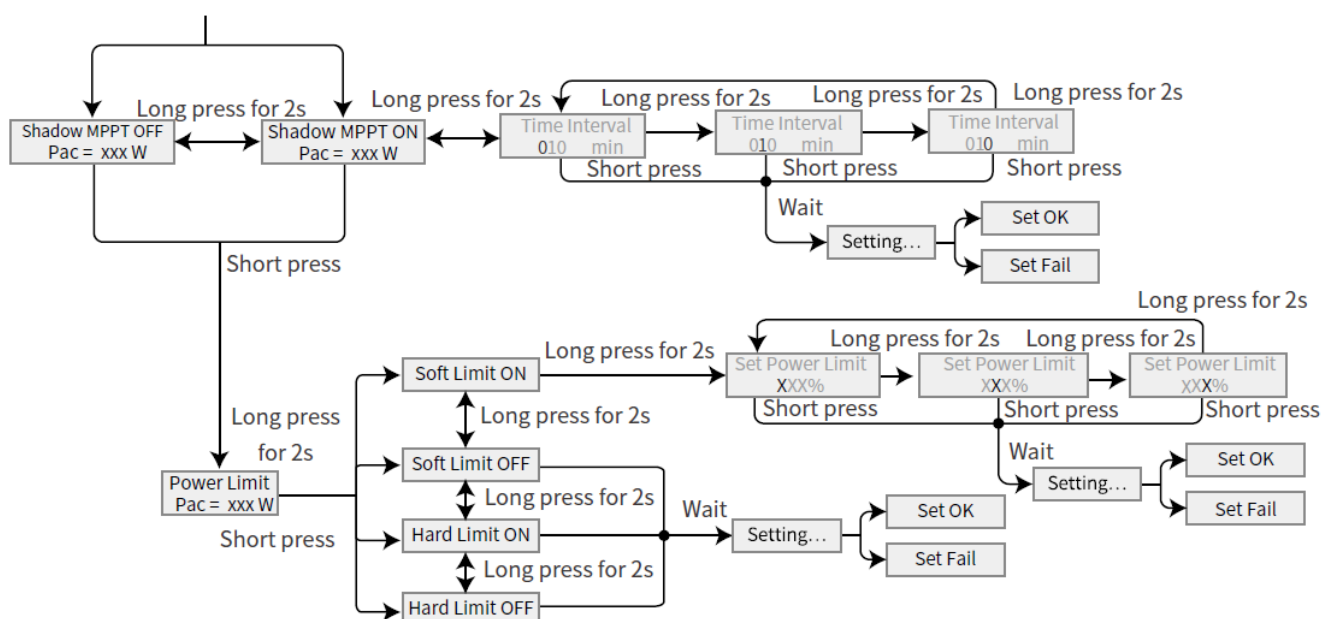 Long press for 2s
Long press for 2s
Long press for 2s
Long press for 2s
Long press for 2s
Shadow MPPT OFF
Pac = xxx W
Shadow MPPT ON
Pac = xxx W
Time Interval
010 min
Time Interval
010 min
Time Interval
010 min
Short press
Short press
Short press
Wait
Setting...
Set OK
Set Fail
Short press
Long press for 2s
Long press for 2s
Long press for 2s
Long press for 2s
Soft Limit ON
Set Power Limit
XXX%
Set Power Limit
XXX%
Set Power Limit
XXX%
Short press
Short press
Short press
Long press
for 2s
Long press for 2s
Soft Limit OFF
Wait
Setting...
Set OK
Set Fail
Power Limit
Pac = xxx W
Long press for 2s
Short press
Hard Limit ON
Wait
Setting...
Set OK
Set Fail
Long press for 2s
Hard Limit OFF